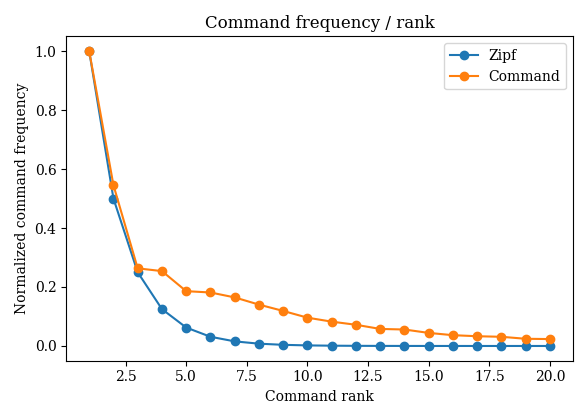 Command frequency / rank
Zipf
Command
Normalized command frequency
1.0
0.8
0.6
0.4
0.2
0.0
2.5 5.0 7.5 10.0 12.5 15.0 17.5 20.0
Command rank